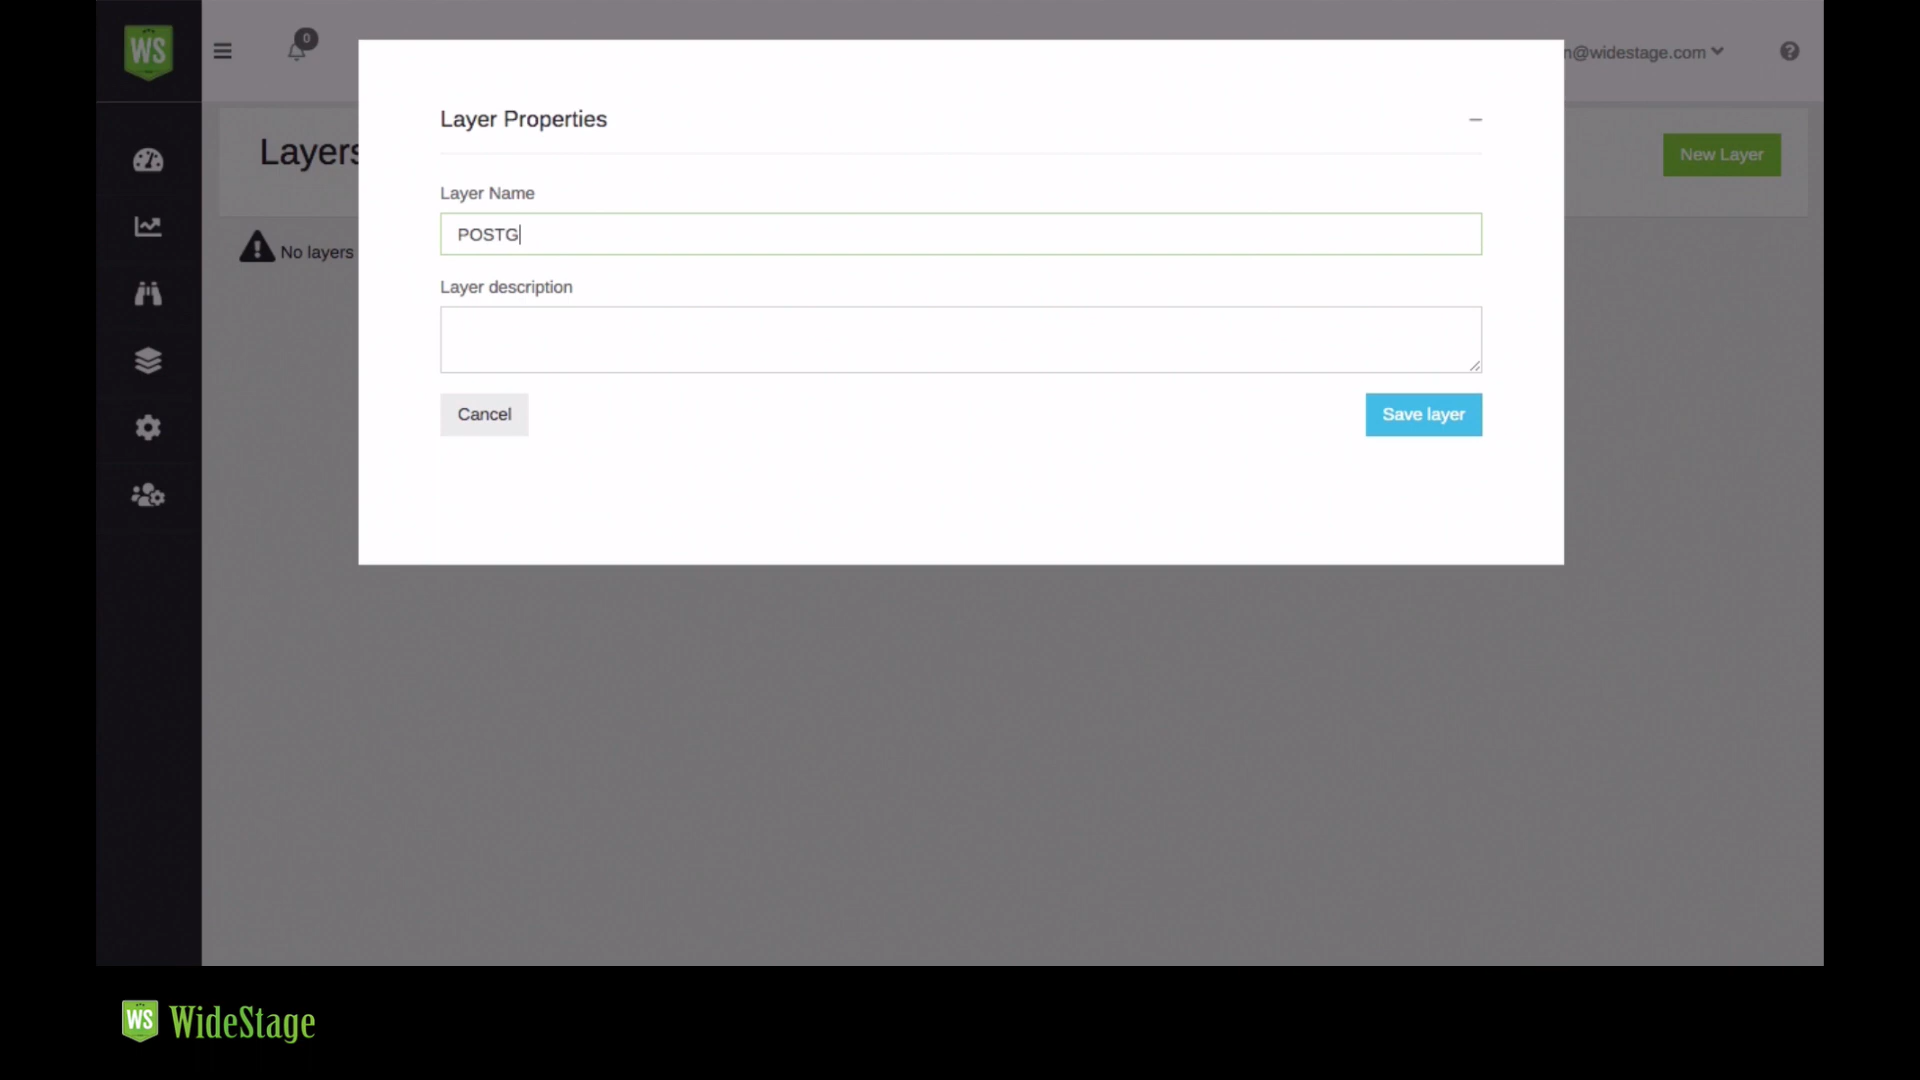 WS
0
n@widestage.com
Layer Properties
Layers
New Layer
Layer Name
POSTG
No layers
Layer description
Cancel
Save layer
WS WideStage